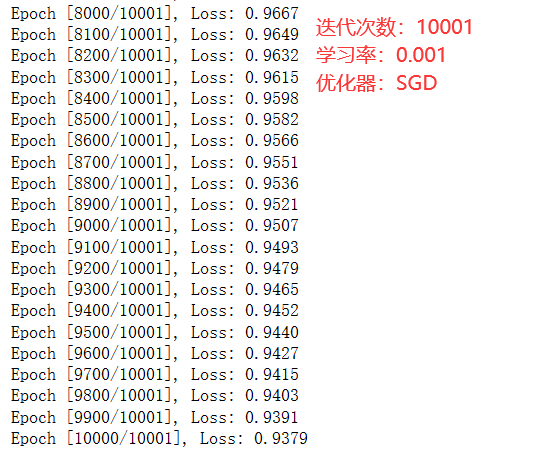 Epoch [8000/10001], Loss: 0.9667
Epoch [8100/10001], Loss: 0.9649
Epoch [8200/10001], Loss: 0.9632
Epoch [8300/10001], Loss: 0.9615
Epoch [8400/10001], Loss: 0.9598
Epoch [8500/10001], Loss: 0.9582
Epoch [8600/10001], Loss: 0.9566
Epoch [8700/10001], Loss: 0.9551
Epoch [8800/10001], Loss: 0.9536
Epoch [8900/10001], Loss: 0.9521
Epoch [9000/10001], Loss: 0.9507
Epoch [9100/10001], Loss: 0.9493
Epoch [9200/10001], Loss: 0.9479
Epoch [9300/10001], Loss: 0.9465
Epoch [9400/10001], Loss: 0.9452
Epoch [9500/10001], Loss: 0.9440
Epoch [9600/10001], Loss: 0.9427
Epoch [9700/10001], Loss: 0.9415
Epoch [9800/10001], Loss: 0.9403
Epoch [9900/10001], Loss: 0.9391
Epoch [10000/10001], Loss: 0.9379
迭代次数：10001
学习率：0.001
优化器：SGD